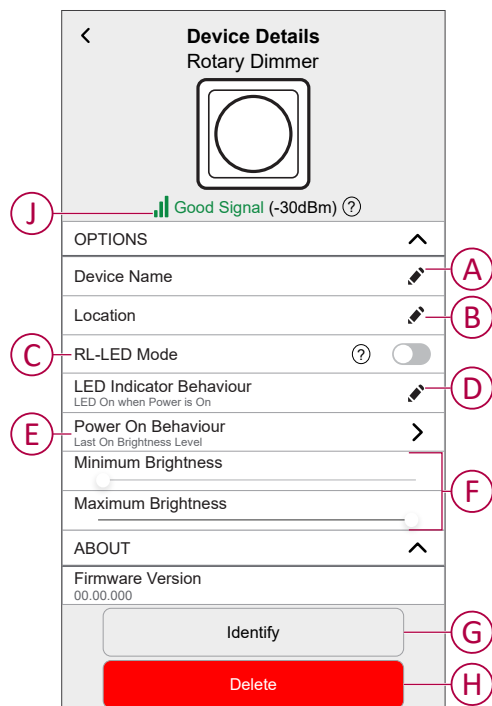 Device Details
Rotary Dimmer
J
Good Signal (-30dBm) ?
OPTIONS
Device Name
A
Location
B
C
RL-LED Mode ?
LED Indicator Behaviour
LED On when Power is On
D
E
Power On Behaviour
Last On Brightness Level
Minimum Brightness
F
Maximum Brightness
ABOUT
Firmware Version
00.00.000
Identify
G
Delete
H